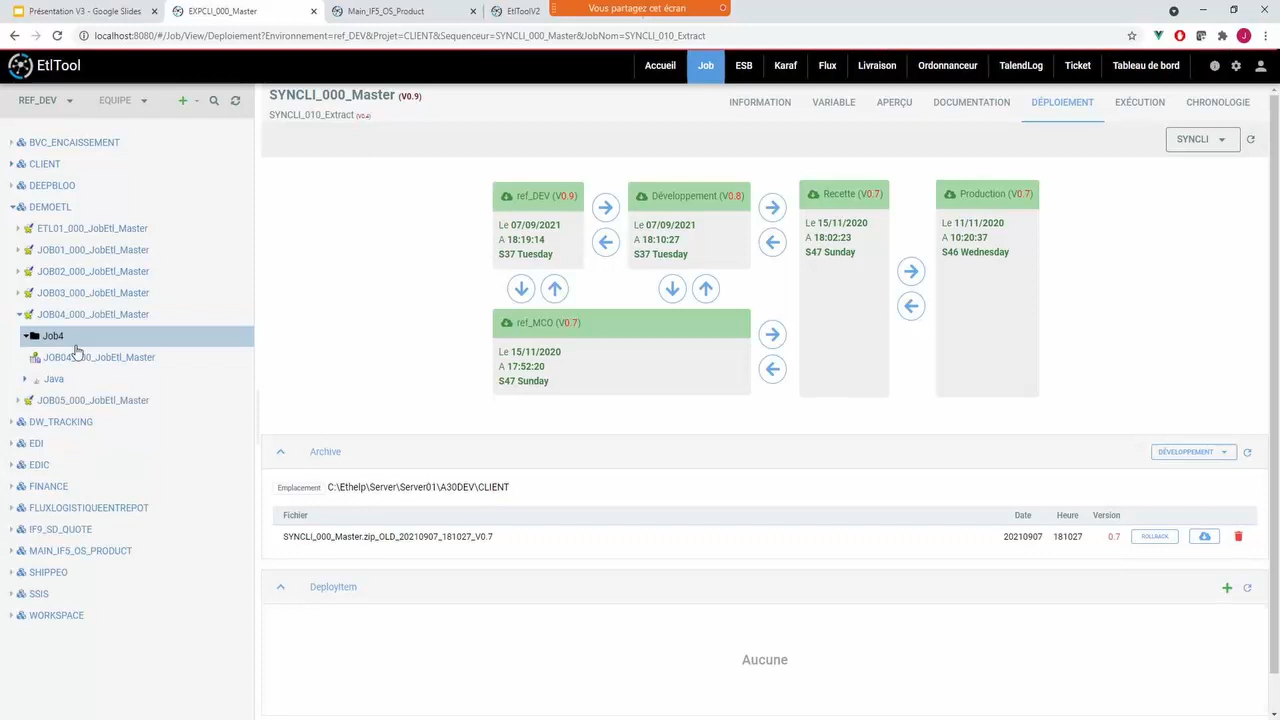 Présentation V3 - Google Slides
EXPCLI_000_Master
Main_IF5_OS_Product
EtlToolV2
Vous partagez cet écran
localhost:8080/#/Job/View/Deploiement?Environnement=ref_DEV&Projet=CLIENT&Sequenceur=SYNCLI_000_Master&JobNom=SYNCLI_010_Extract
J
EtlTool
Accueil
Job
ESB
Karaf
Flux
Livraison
Ordonnanceur
TalendLog
Ticket
Tableau de bord
REF_DEV
EQUIPE
SYNCLI_000_Master (V0.9)
SYNCLI_010_Extract (V0.4)
INFORMATION
VARIABLE
APERÇU
DOCUMENTATION
DÉPLOIEMENT
EXÉCUTION
CHRONOLOGIE
SYNCLI
BVC_ENCAISSEMENT
CLIENT
DEEPBLOO
DEMOETL
ETL01_000_JobEtl_Master
JOB01_000_JobEtl_Master
JOB02_000_JobEtl_Master
JOB03_000_JobEtl_Master
JOB04_000_JobEtl_Master
Job4
JOB04_000_JobEtl_Master
Java
JOB05_000_JobEtl_Master
DW_TRACKING
EDI
EDIC
FINANCE
FLUXLOGISTIQUEENTREPOT
IF9_SD_QUOTE
MAIN_IF5_OS_PRODUCT
SHIPPEO
SSIS
WORKSPACE
ref_DEV (V0.9)
Le 07/09/2021
A 18:19:14
S37 Tuesday
Développement (V0.8)
Le 07/09/2021
A 18:10:27
S37 Tuesday
Recette (V0.7)
Le 15/11/2020
A 18:02:23
S47 Sunday
Production (V0.7)
Le 11/11/2020
A 10:20:37
S46 Wednesday
ref_MCO (V0.7)
Le 15/11/2020
A 17:52:20
S47 Sunday
Archive
DÉVELOPPEMENT
Emplacement C:\Ethelp\Server\Server01\A30DEV\CLIENT
Fichier Date Heure Version
SYNCLI_000_Master.zip_OLD_20210907_181027_V0.7 20210907 181027 0.7 ROLLBACK
DeployItem
Aucune